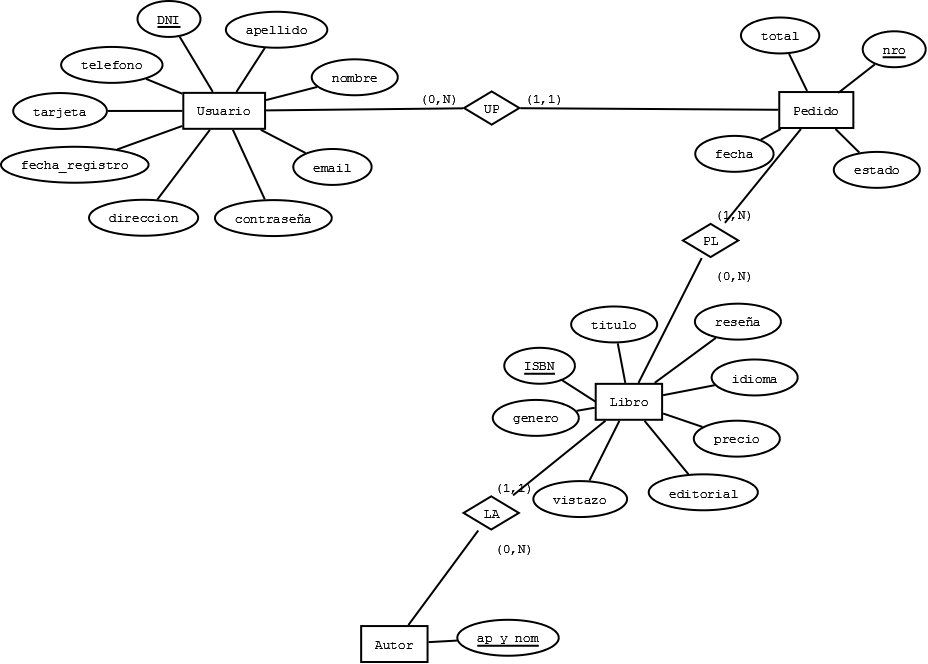 DNI
apellido
total
nro
telefono
nombre
(0,N)
(1,1)
tarjeta
Usuario
UP
Pedido
fecha
fecha_registro
email
estado
direccion
contraseña
(1,N)
PL
(0,N)
titulo
reseña
ISBN
idioma
Libro
genero
precio
(1,1)
vistazo
editorial
LA
(0,N)
Autor
ap y nom